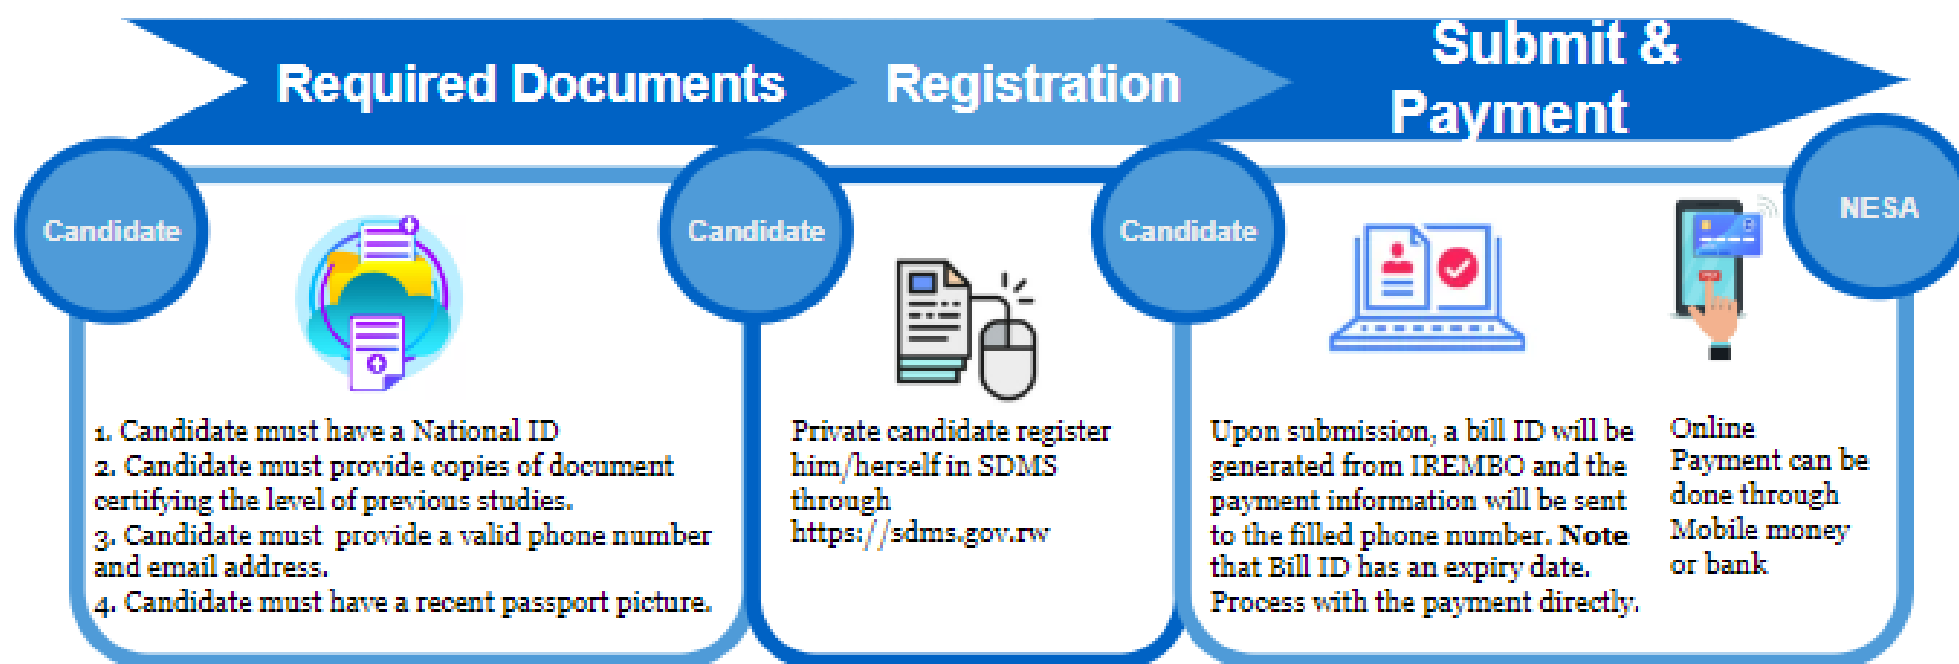 Required Documents
Registration
Submit &
Payment
Candidate
Candidate
Candidate
NESA
1. Candidate must have a National ID
2. Candidate must provide copies of document
certifying the level of previous studies.
3. Candidate must provide a valid phone number
and email address.
4. Candidate must have a recent passport picture.
Private candidate register
him/herself in SDMS
through
https://sdms.gov.rw
Upon submission, a bill ID will be
generated from IREMBO and the
payment information will be sent
to the filled phone number. Note
that Bill ID has an expiry date.
Process with the payment directly.
Online
Payment can be
done through
Mobile money
or bank